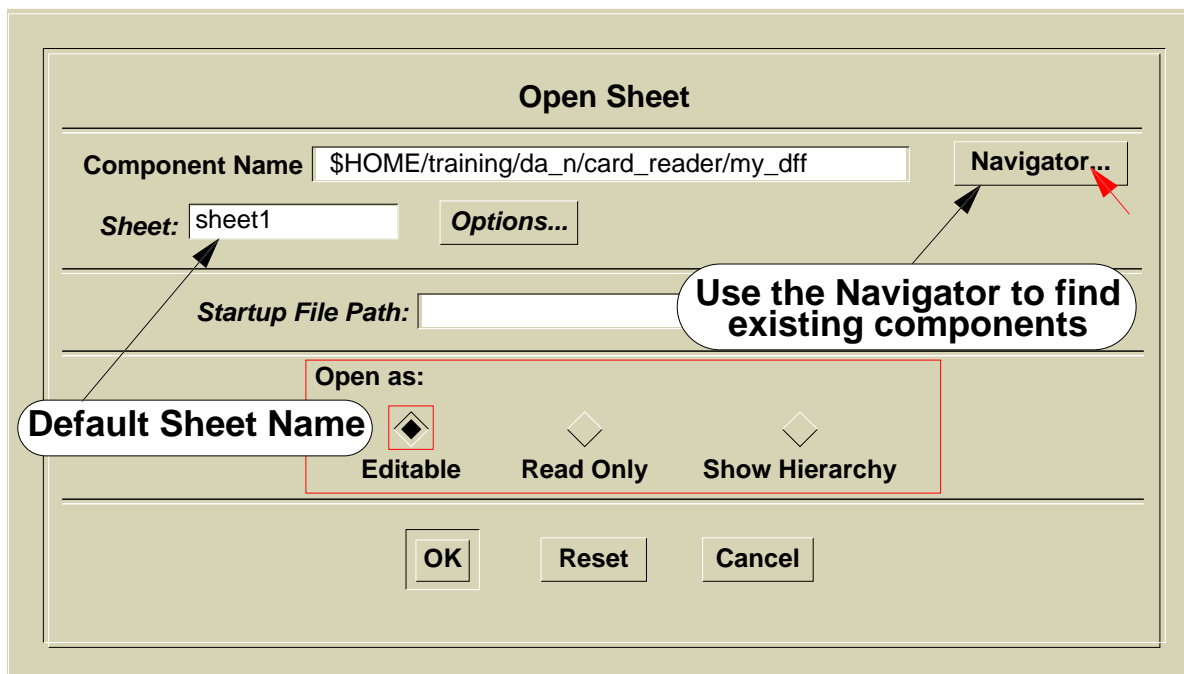 Open Sheet
Component Name $HOME/training/da_n/card_reader/my_dff Navigator...
Sheet: sheet1 Options...
Startup File Path:
Use the Navigator to find
existing components
Open as:
Default Sheet Name
Editable Read Only Show Hierarchy
OK Reset Cancel